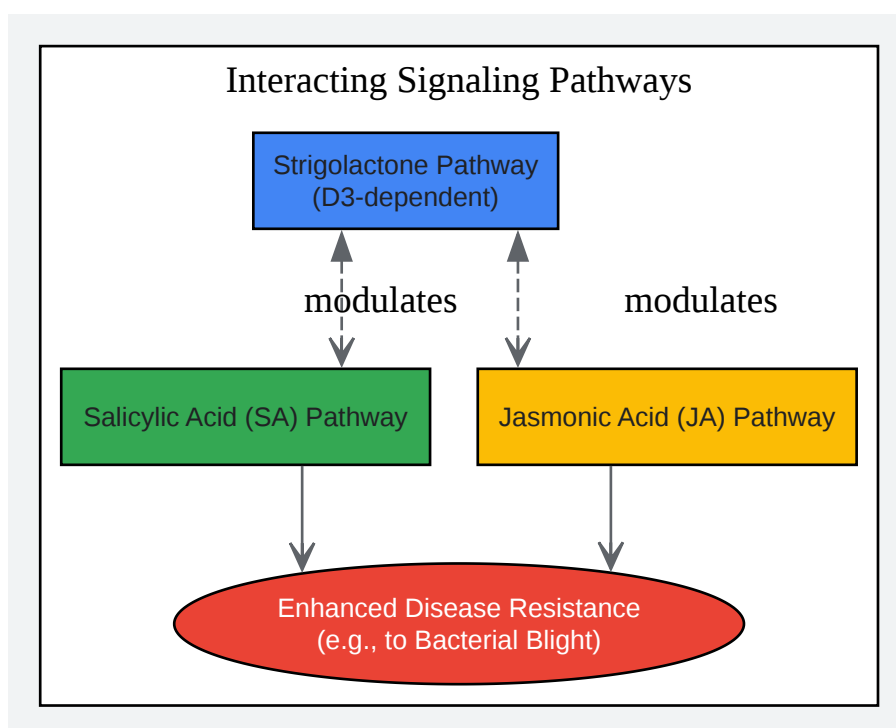 Interacting Signaling Pathways
Strigolactone Pathway
(D3-dependent)
modulates
modulates
Salicylic Acid (SA) Pathway
Jasmonic Acid (JA) Pathway
Enhanced Disease Resistance
(e.g., to Bacterial Blight)